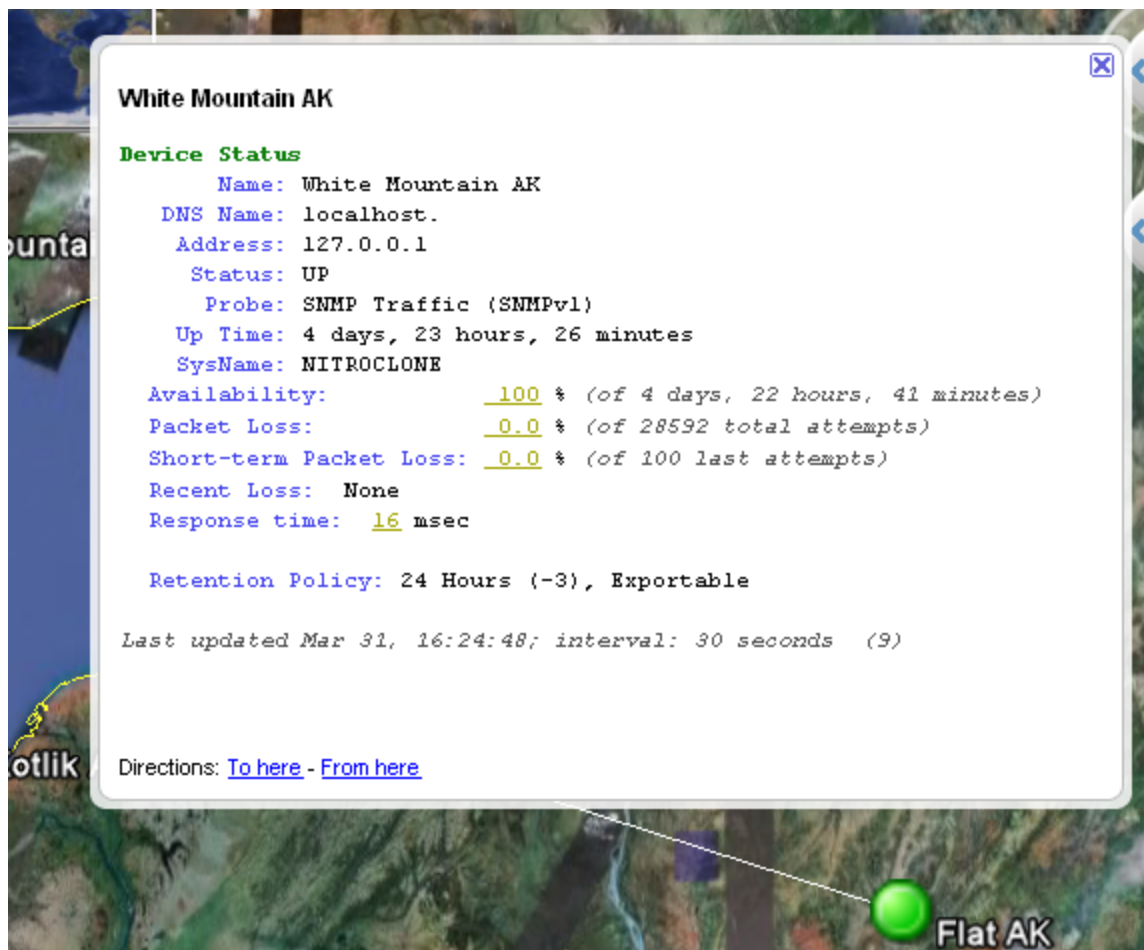 White Mountain AK
Device Status
Name: White Mountain AK
DNS Name: localhost.
Address: 127.0.0.1
ounta
Status: UP
Probe: SNMP Traffic (SNMPv1)
Up Time: 4 days, 23 hours, 26 minutes
SysName: NITROCLONE
Availability: 100 % (of 4 days, 22 hours, 41 minutes)
Packet Loss: 0.0 % (of 28592 total attempts)
Short-term Packet Loss: 0.0 % (of 100 last attempts)
Recent Loss: None
Response time: 16 msec
Retention Policy: 24 Hours (-3), Exportable
Last updated Mar 31, 16:24:48; interval: 30 seconds (9)
otlik
Directions: To here - From here
Flat AK